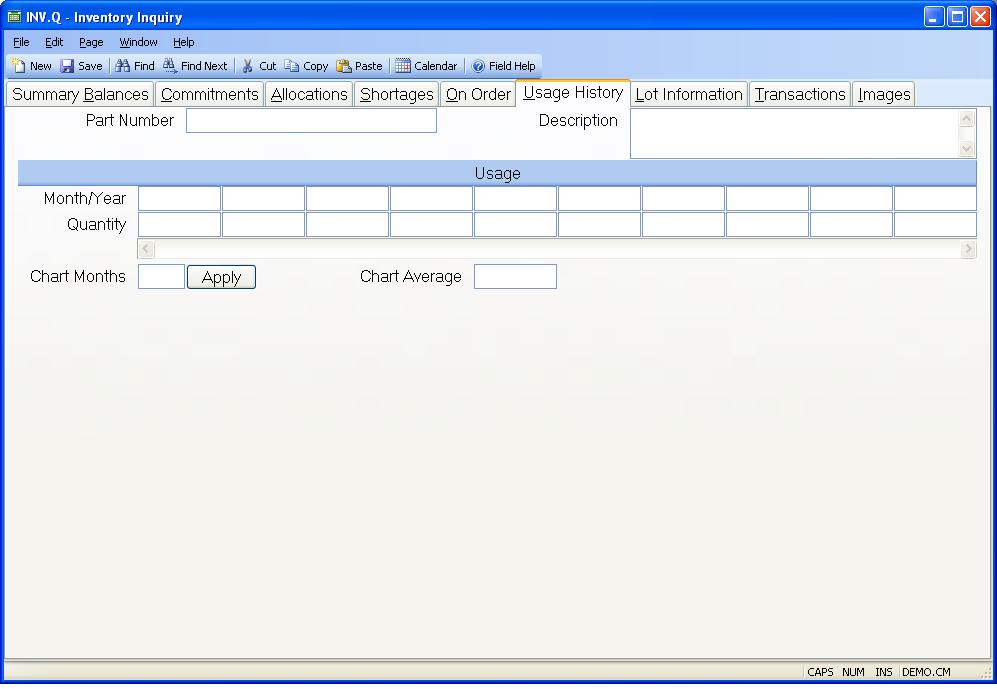 INV.Q - Inventory Inquiry
File Edit Page Window Help
New Save Find Find Next Cut Copy Paste Calendar Field Help
Summary Balances Commitments Allocations Shortages On Order Usage History Lot Information Transactions Images
Part Number Description
Usage
Month/Year
Quantity
Chart Months Apply Chart Average
CAPS NUM INS DEMO.CM